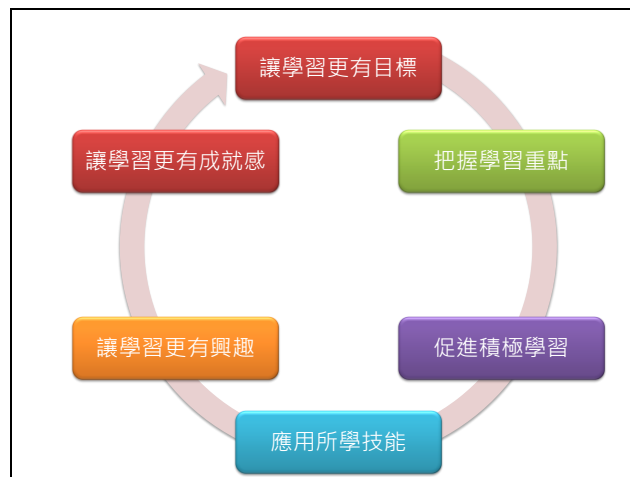 讓學習更有目標
把握學習重點
促進積極學習
應用所學技能
讓學習更有興趣
讓學習更有成就感